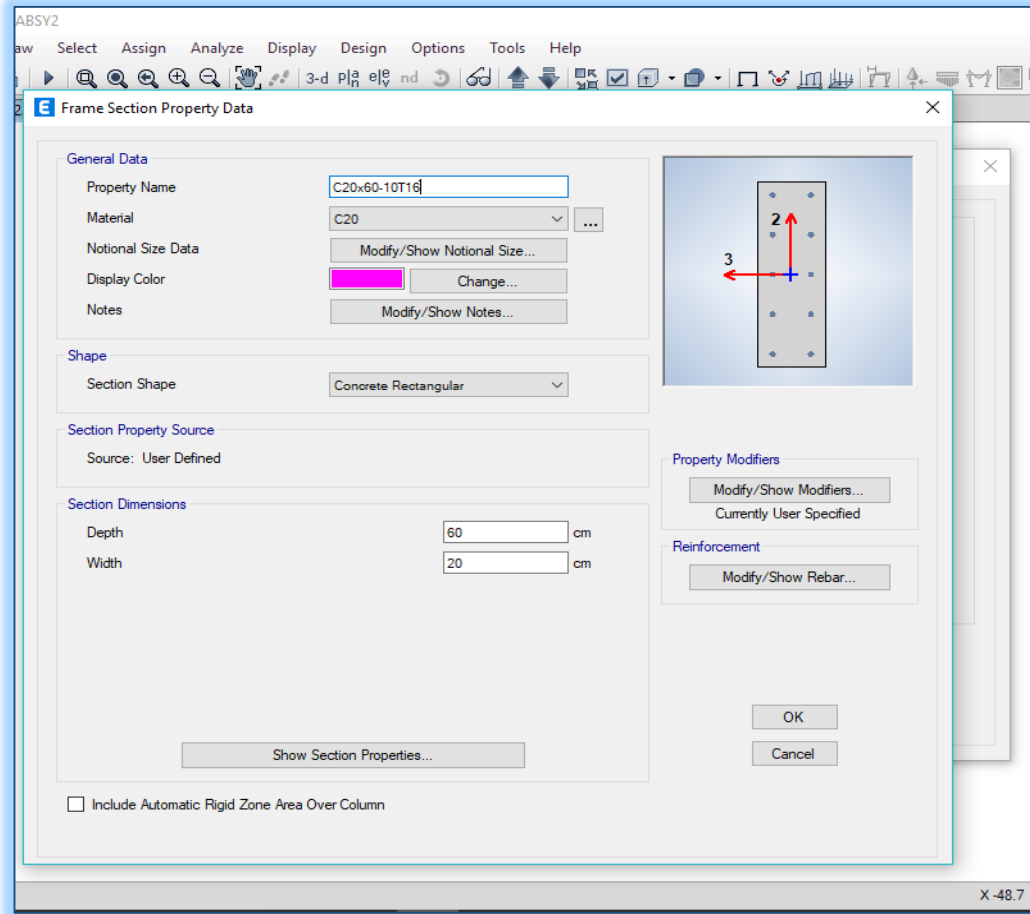 ABSY2
aw Select Assign Analyze Display Design Options Tools Help
3-d nd
E Frame Section Property Data
General Data
Property Name C20x60-10T16
Material C20 ...
Notional Size Data Modify/Show Notional Size...
Display Color Change...
Notes Modify/Show Notes...
2
3
Shape
Section Shape Concrete Rectangular
Section Property Source
Source: User Defined
Property Modifiers
Modify/Show Modifiers...
Currently User Specified
Section Dimensions
Depth 60 cm
Width 20 cm
Reinforcement
Modify/Show Rebar...
OK
Show Section Properties...
Cancel
Include Automatic Rigid Zone Area Over Column
X -48.7